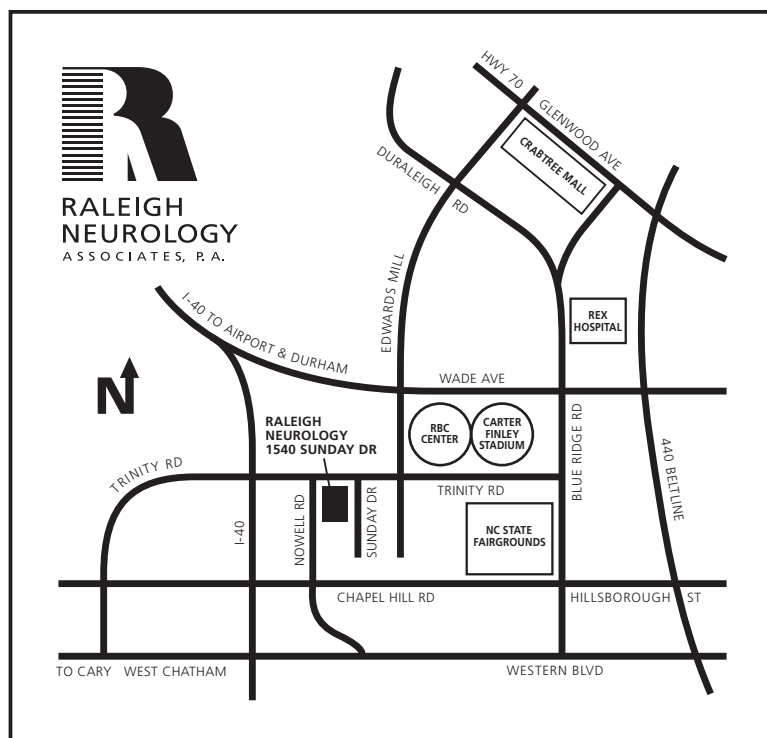 RALEIGH
NEUROLOGY
ASSOCIATES, P.A.
HWY 70
GLENWOOD AVE
CRABTREE MALL
DURALEIGH RD
EDWARDS MILL
I-40 TO AIRPORT & DURHAM
REX
HOSPITAL
N
WADE AVE
RALEIGH
NEUROLOGY
1540 SUNDAY DR
RBC
CENTER
CARTER
FINLEY
STADIUM
BLUE RIDGE RD
440 BELTLINE
TRINITY RD
TRINITY RD
I-40
NOWELL RD
SUNDAY DR
NC STATE
FAIRGROUNDS
CHAPEL HILL RD
HILLSBOROUGH ST
TO CARY
WEST CHATHAM
WESTERN BLVD